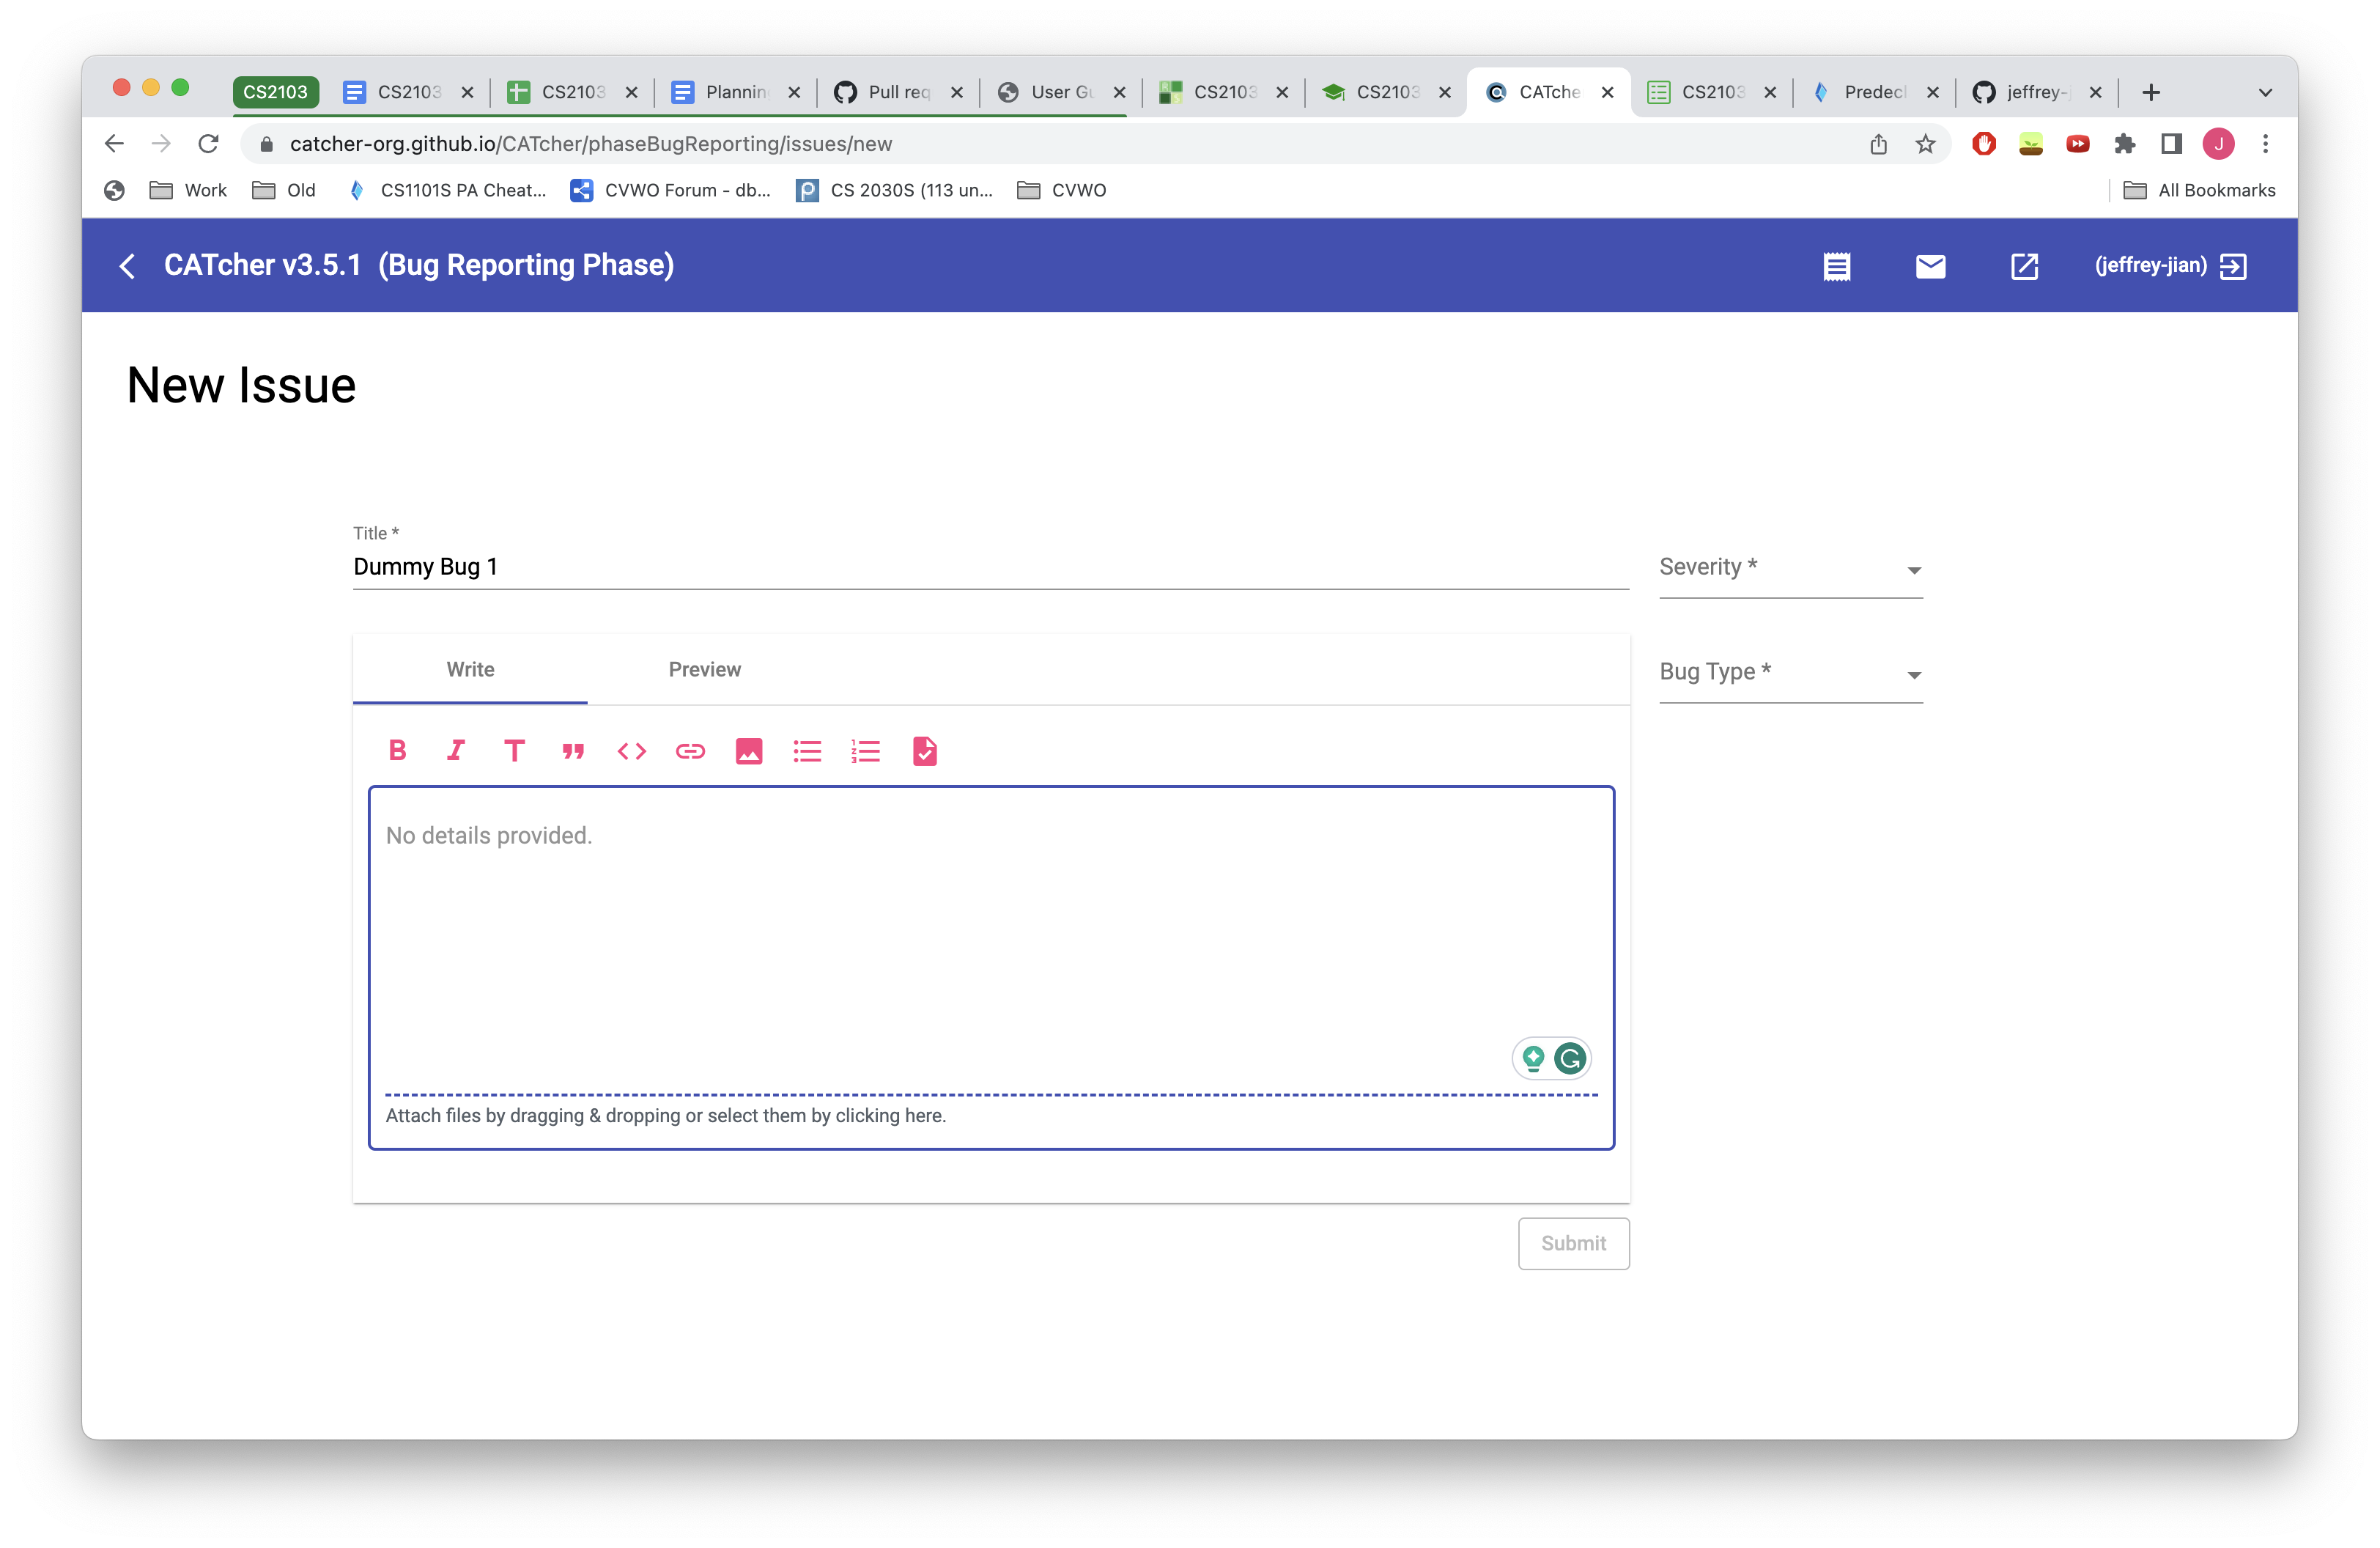 CS2103 CS2103 CS2103 Planning Pull req User Gu CS2103 CS2103 CATche CS2103 Predecl jeffrey-j
catcher-org.github.io/CATcher/phaseBugReporting/issues/new J
Work Old CS1101S PA Cheat... CVWO Forum - db... CS 2030S (113 un... CVWO All Bookmarks
CATcher v3.5.1 (Bug Reporting Phase) (jeffrey-jian)
New Issue
Title *
Dummy Bug 1
Severity *
Write Preview
Bug Type *
No details provided.
Attach files by dragging & dropping or select them by clicking here.
Submit